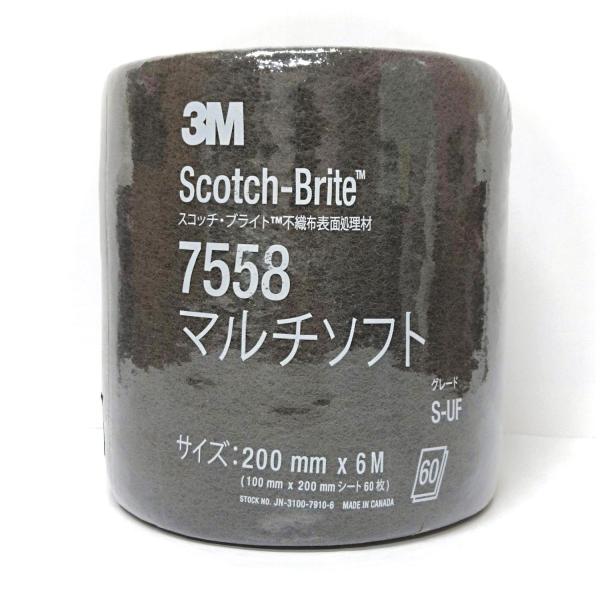 3M
Scotch-Brite™
スコッチ・ブライト™不織布表面処理材
7558
マルチソフト
グレード
S-UF
サイズ：200 mm x 6 M
(100 mm x 200 mm シート 60 枚)
60
STOCK NO. JN-3100-7910-6 MADE IN CANADA